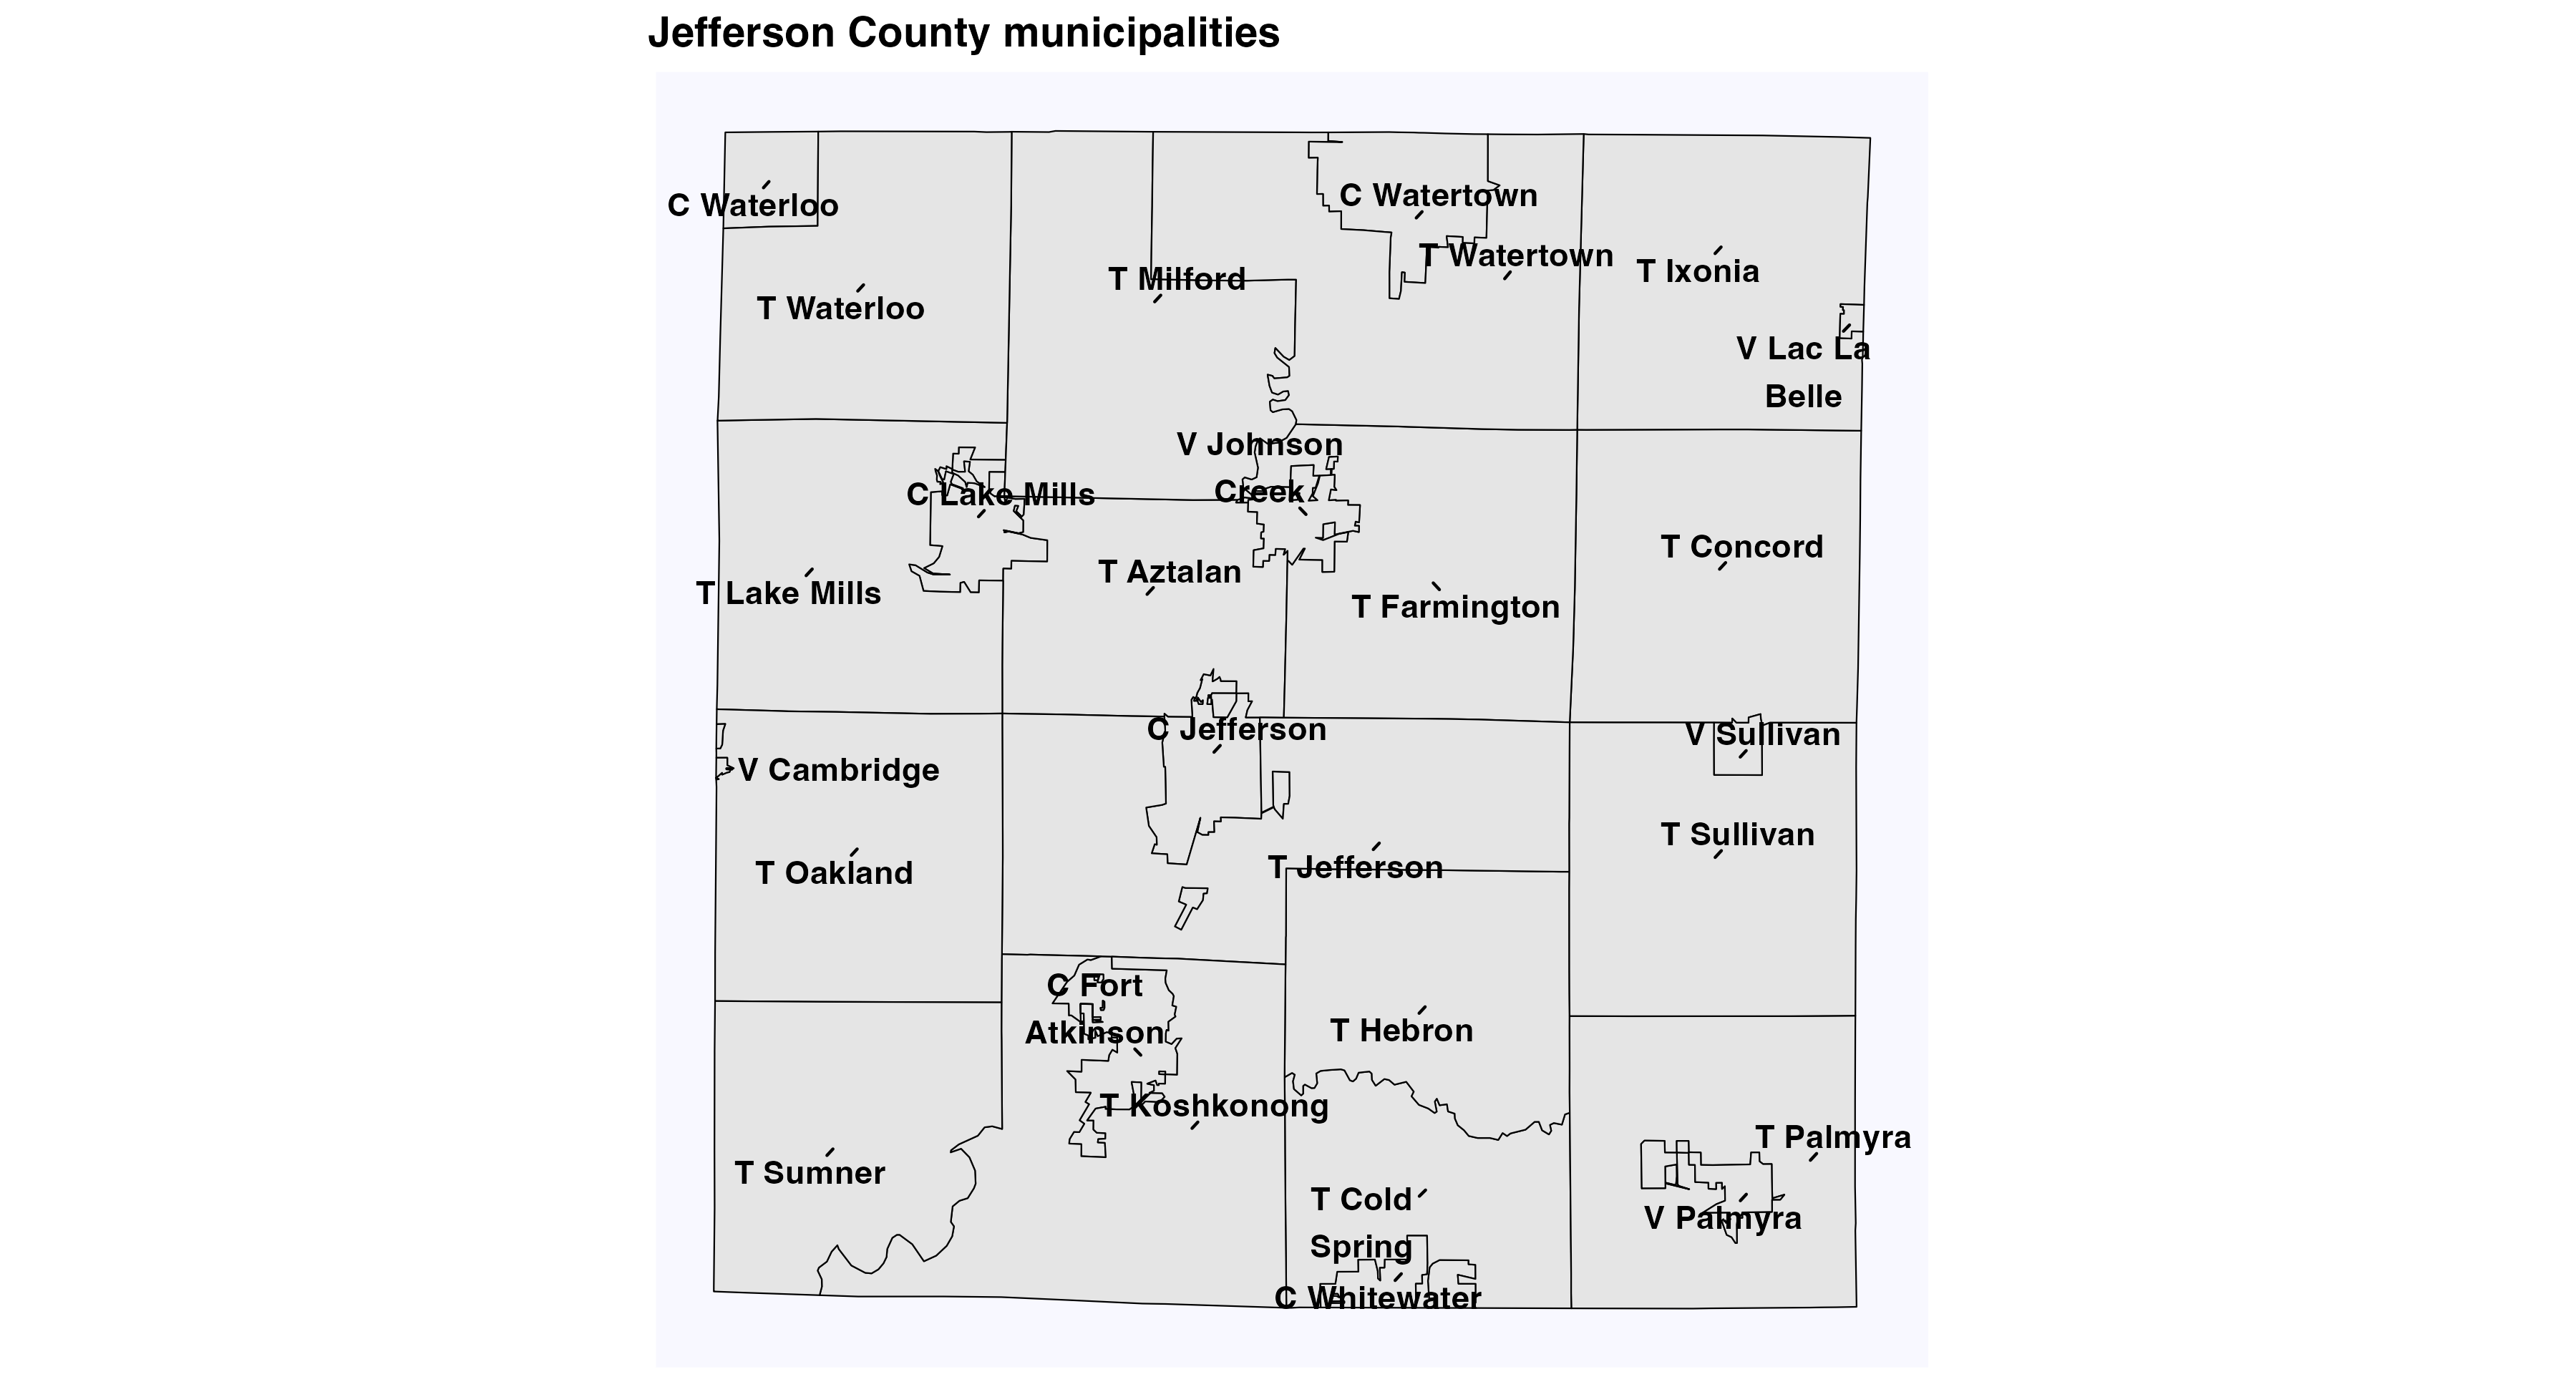 Jefferson County municipalities
C Waterloo
C Watertown
T Watertown
T Ixonia
T Milford
T Waterloo
V Lac La
Belle
V Johnson
Creek
C Lake Mills
T Concord
T Aztalan
T Lake Mills
T Farmington
C Jefferson
V Sullivan
V Cambridge
T Sullivan
T Jefferson
T Oakland
C Fort
Atkinson
T Hebron
T Koshkonong
T Palmyra
T Sumner
T Cold
Spring
V Palmyra
C Whitewater